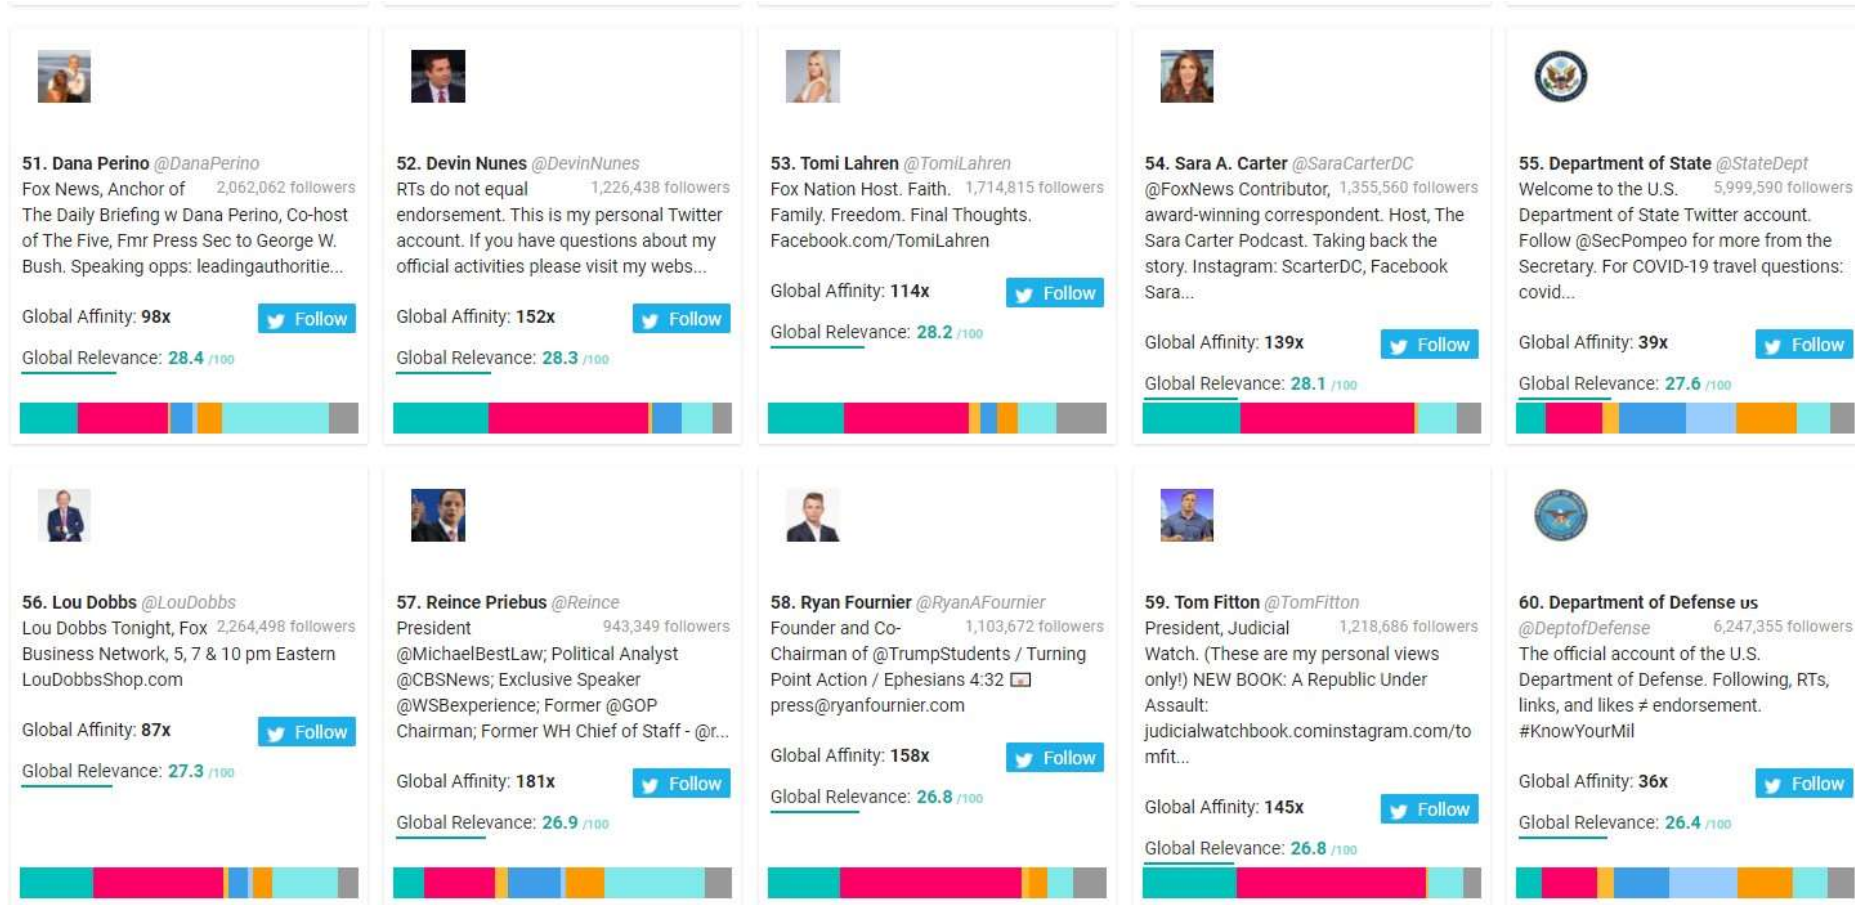 51. Dana Perino @DanaPerino
Fox News, Anchor of 2,062,062 followers
The Daily Briefing w Dana Perino, Co-host
of The Five, Fmr Press Sec to George W.
Bush. Speaking opps: leadingauthoritie...
Global Affinity: 98x Follow
Global Relevance: 28.4 /100
52. Devin Nunes @DevinNunes
RTs do not equal 1,226,438 followers
endorsement. This is my personal Twitter
account. If you have questions about my
official activities please visit my webs...
Global Affinity: 152x Follow
Global Relevance: 28.3 /100
53. Tomi Lahren @TomiLahren
Fox Nation Host. Faith. 1,714,815 followers
Family. Freedom. Final Thoughts.
Facebook.com/TomiLahren
Global Affinity: 114x Follow
Global Relevance: 28.2 /100
54. Sara A. Carter @SaraCarterDC
@FoxNews Contributor, 1,355,560 followers
award-winning correspondent. Host, The
Sara Carter Podcast. Taking back the
story. Instagram: ScarterDC, Facebook
Sara...
Global Affinity: 139x Follow
Global Relevance: 28.1 /100
55. Department of State @StateDept
Welcome to the U.S. 5,999,590 followers
Department of State Twitter account.
Follow @SecPompeo for more from the
Secretary. For COVID-19 travel questions:
covid...
Global Affinity: 39x Follow
Global Relevance: 27.6 /100
56. Lou Dobbs @LouDobbs
Lou Dobbs Tonight, Fox 2,264,498 followers
Business Network, 5, 7 & 10 pm Eastern
LouDobbsShop.com
Global Affinity: 87x Follow
Global Relevance: 27.3 /100
57. Reince Priebus @Reince
President 943,349 followers
@MichaelBestLaw; Political Analyst
@CBSNews; Exclusive Speaker
@WSBexperience; Former @GOP
Chairman; Former WH Chief of Staff - @r...
Global Affinity: 181x Follow
Global Relevance: 26.9 /100
58. Ryan Fournier @RyanAFournier
Founder and Co- 1,103,672 followers
Chairman of @TrumpStudents / Turning
Point Action / Ephesians 4:32
press@ryanfournier.com
Global Affinity: 158x Follow
Global Relevance: 26.8 /100
59. Tom Fitton @TomFitton
President, Judicial 1,218,686 followers
Watch. (These are my personal views
only!) NEW BOOK: A Republic Under
Assault:
judicialwatchbook.cominstagram.com/to
mfit...
Global Affinity: 145x Follow
Global Relevance: 26.8 /100
60. Department of Defense us
@DeptofDefense 6,247,355 followers
The official account of the U.S.
Department of Defense. Following, RTs,
links, and likes ≠ endorsement.
#KnowYourMil
Global Affinity: 36x Follow
Global Relevance: 26.4 /100